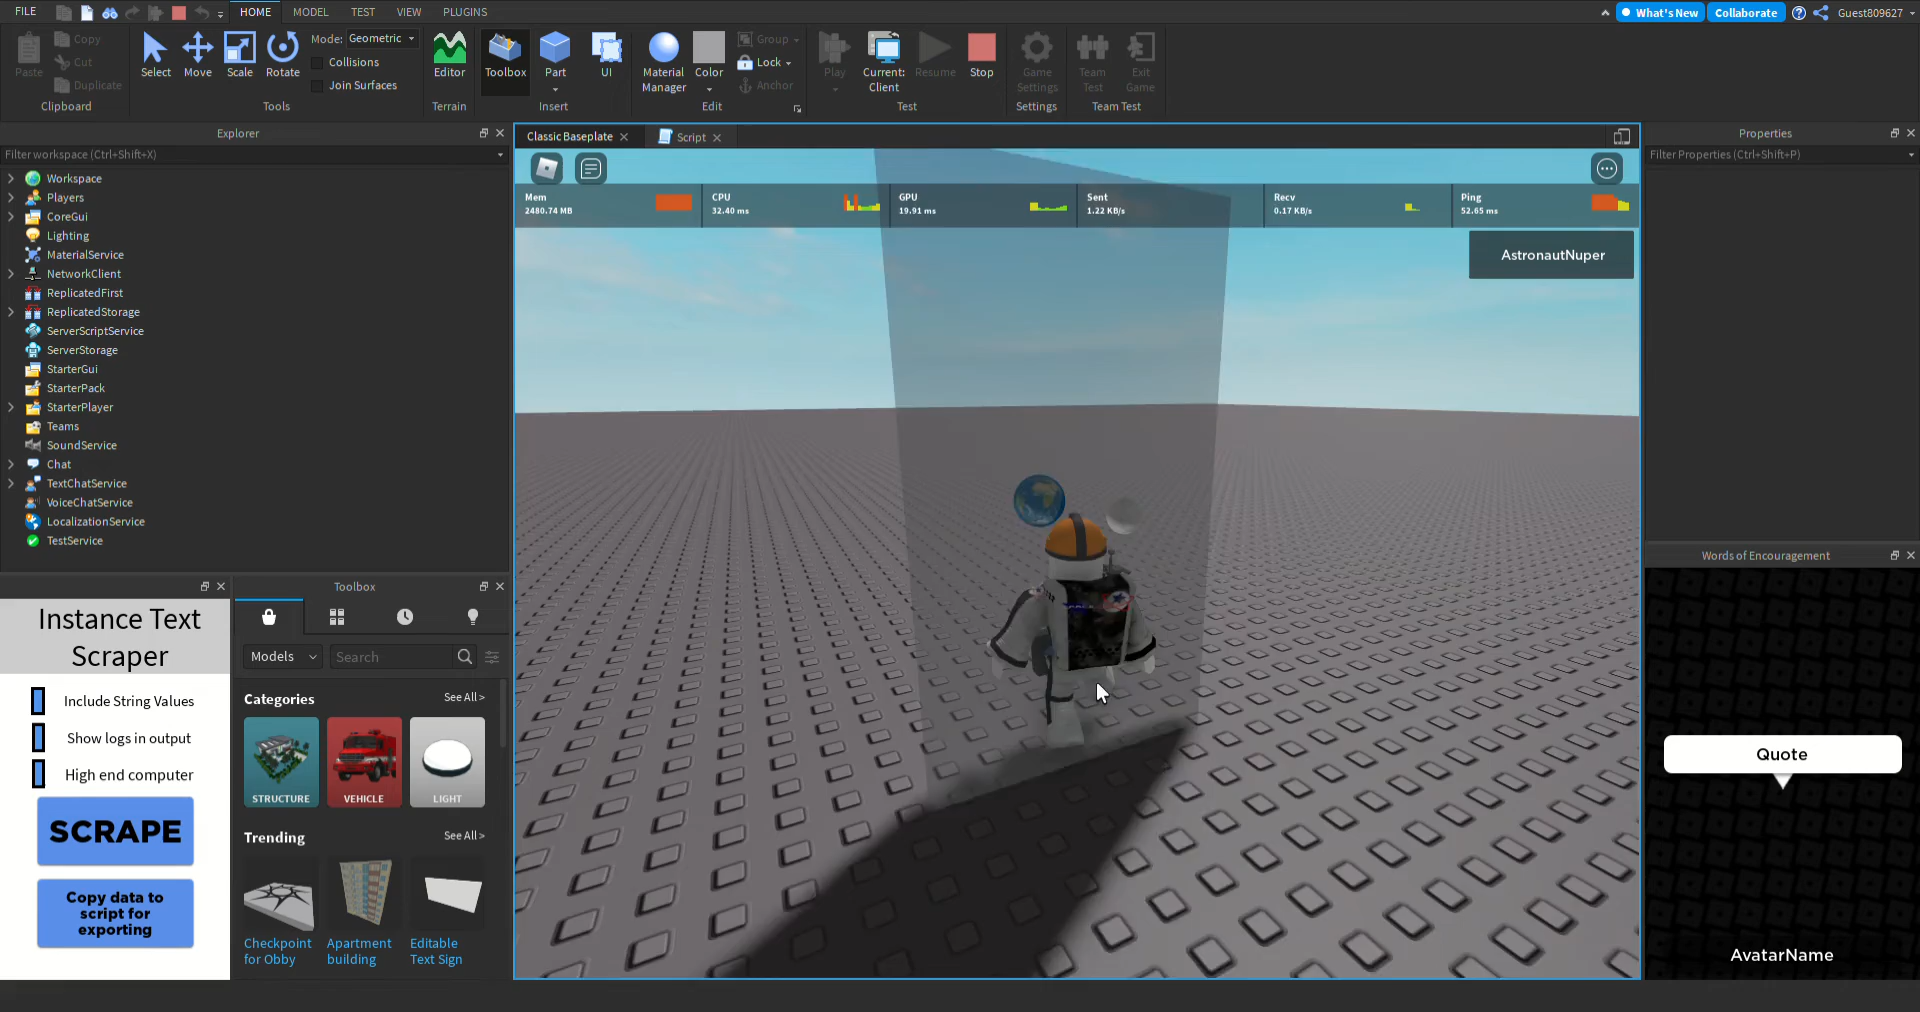 FILE
HOME
MODEL
TEST
VIEW
PLUGINS
What's New
Collaborate
Guest809627
Paste
Copy
Cut
Duplicate
Clipboard
Select
Move
Scale
Rotate
Mode: Geometric
Collisions
Join Surfaces
Tools
Editor
Terrain
Toolbox
Part
UI
Insert
Material
Manager
Color
Group
Lock
Anchor
Edit
Play
Current:
Client
Resume
Stop
Test
Game
Settings
Settings
Team
Test
Exit
Game
Team Test
Explorer
Filter workspace (Ctrl+Shift+X)
Workspace
Players
CoreGui
Lighting
MaterialService
NetworkClient
ReplicatedFirst
ReplicatedStorage
ServerScriptService
ServerStorage
StarterGui
StarterPack
StarterPlayer
Teams
SoundService
Chat
TextChatService
VoiceChatService
LocalizationService
TestService
Instance Text
Scraper
Include String Values
Show logs in output
High end computer
SCRAPE
Copy data to
script for
exporting
Toolbox
Models
Search
Categories
See All >
STRUCTURE
VEHICLE
LIGHT
Trending
See All >
Checkpoint
for Obby
Apartment
building
Editable
Text Sign
Classic Baseplate
Script
Mem
2480.74 MB
CPU
32.40 ms
GPU
19.91 ms
Sent
1.22 KB/s
Recv
0.17 KB/s
Ping
52.65 ms
AstronautNuper
Properties
Filter Properties (Ctrl+Shift+P)
Words of Encouragement
Quote
AvatarName